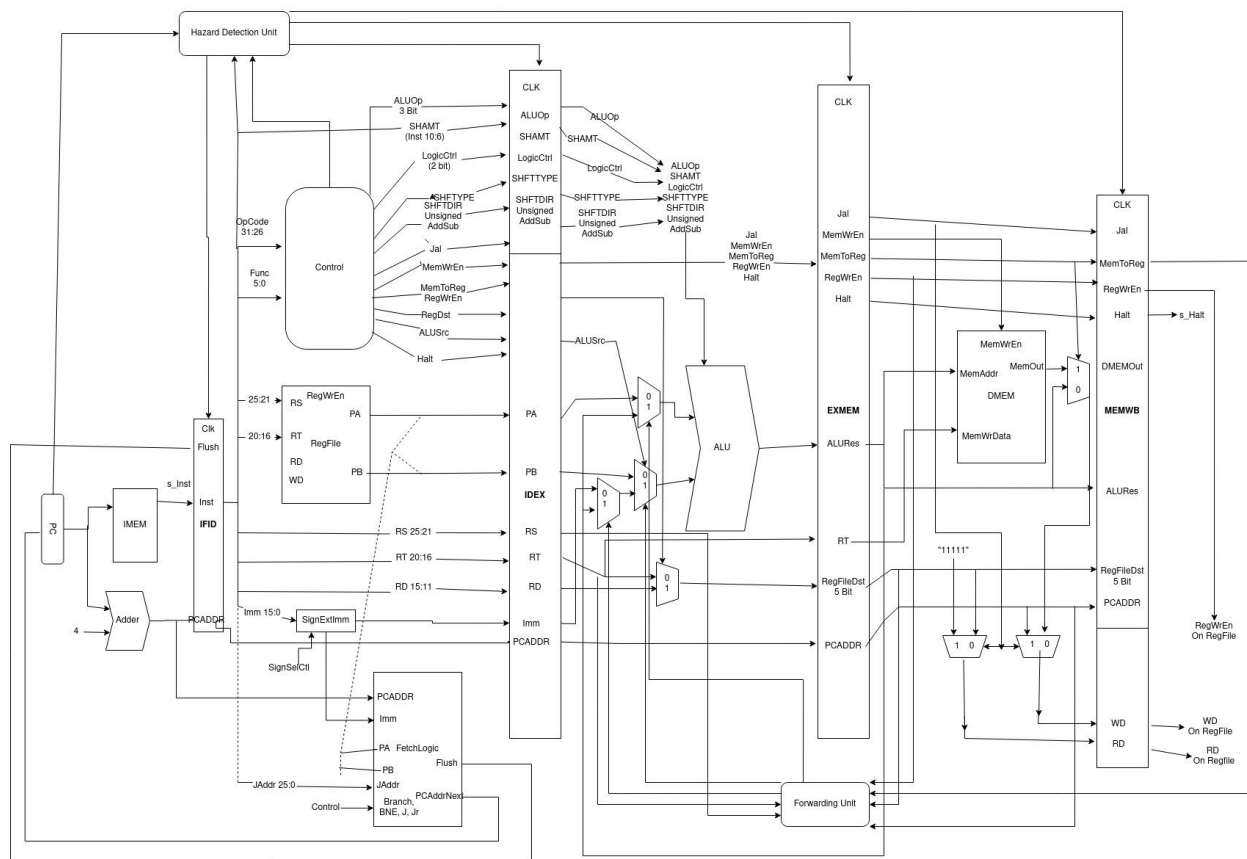 Hazard Detection Unit
ALUOp
3 Bit
SHAMT
(Inst 10:6)
LogicCtrl
(2 bit)
SHFTYPE
SHFTDIR
Unsigned
AddSub
Jal
MemWrEn
MemToReg
RegWrEn
RegDst
ALUSrc
Halt
OpCode
31:26
Func
5:0
Control
CLK
ALUOp
SHAMT
LogicCtrl
SHFTTYPE
SHFTDIR
Unsigned
AddSub
PA
PB
IDEX
RS
RT
RD
Imm
PCADDR
ALUOp
SHAMT
LogicCtrl
SHFTTYPE
SHFTDIR
Unsigned
AddSub
ALUOp
SHAMT
LogicCtrl
SHFTTYPE
SHFTDIR
Unsigned
AddSub
Jal
MemWrEn
MemToReg
RegWrEn
Halt
ALUSrc
0
1
0
1
0
1
0
1
ALU
CLK
Jal
MemWrEn
MemToReg
RegWrEn
Halt
EXMEM
ALURes
RT
RegFileDst
5 Bit
PCADDR
MemWrEn
MemOut
MemAddr
DMEM
MemWrData
1
0
"11111"
1 0
1 0
CLK
Jal
MemToReg
RegWrEn
Halt
DMEMOut
MEMWB
ALURes
RegFileDst
5 Bit
PCADDR
WD
RD
s_Halt
RegWrEn
On RegFile
WD
On RegFile
RD
On Regfile
25:21
20:16
RegWrEn
RS
PA
RT
RegFile
RD
PB
WD
Clk
Flush
s_Inst
Inst
IFID
PCADDR
PC
IMEM
4
Adder
RS 25:21
RT 20:16
RD 15:11
Imm 15:0
SignExtImm
SignSelCtl
PCADDR
Imm
PA
FetchLogic
Flush
PB
JAddr
PCAddrNext
Branch,
BNE, J, Jr
JAddr 25:0
Control
Forwarding Unit